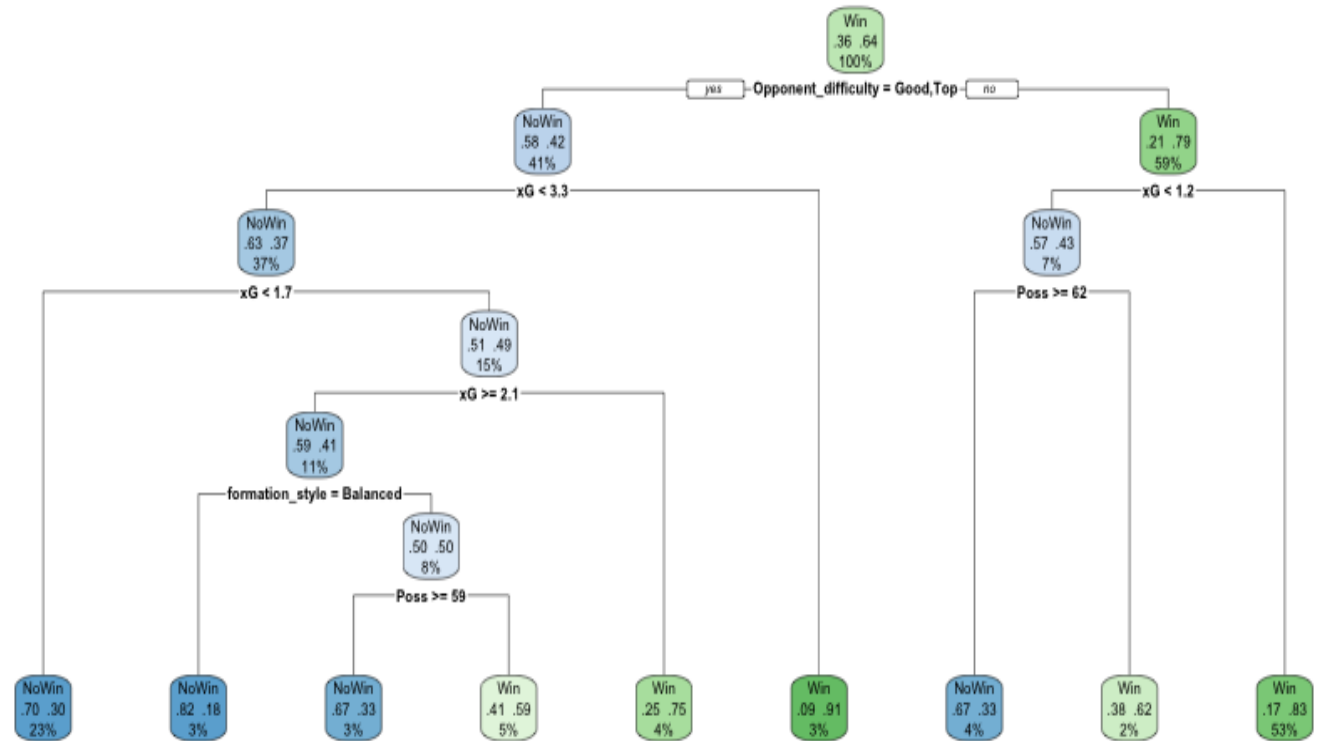 Win
.36 .64
100%
yes Opponent_difficulty = Good,Top no
NoWin
.58 .42
41%
Win
.21 .79
59%
xG < 3.3
xG < 1.2
NoWin
.63 .37
37%
NoWin
.57 .43
7%
xG < 1.7
Poss >= 62
NoWin
.51 .49
15%
xG >= 2.1
NoWin
.59 .41
11%
formation_style = Balanced
NoWin
.50 .50
8%
Poss >= 59
NoWin
.70 .30
23%
NoWin
.82 .18
3%
NoWin
.67 .33
3%
Win
.41 .59
5%
Win
.25 .75
4%
Win
.09 .91
3%
NoWin
.67 .33
4%
Win
.38 .62
2%
Win
.17 .83
53%